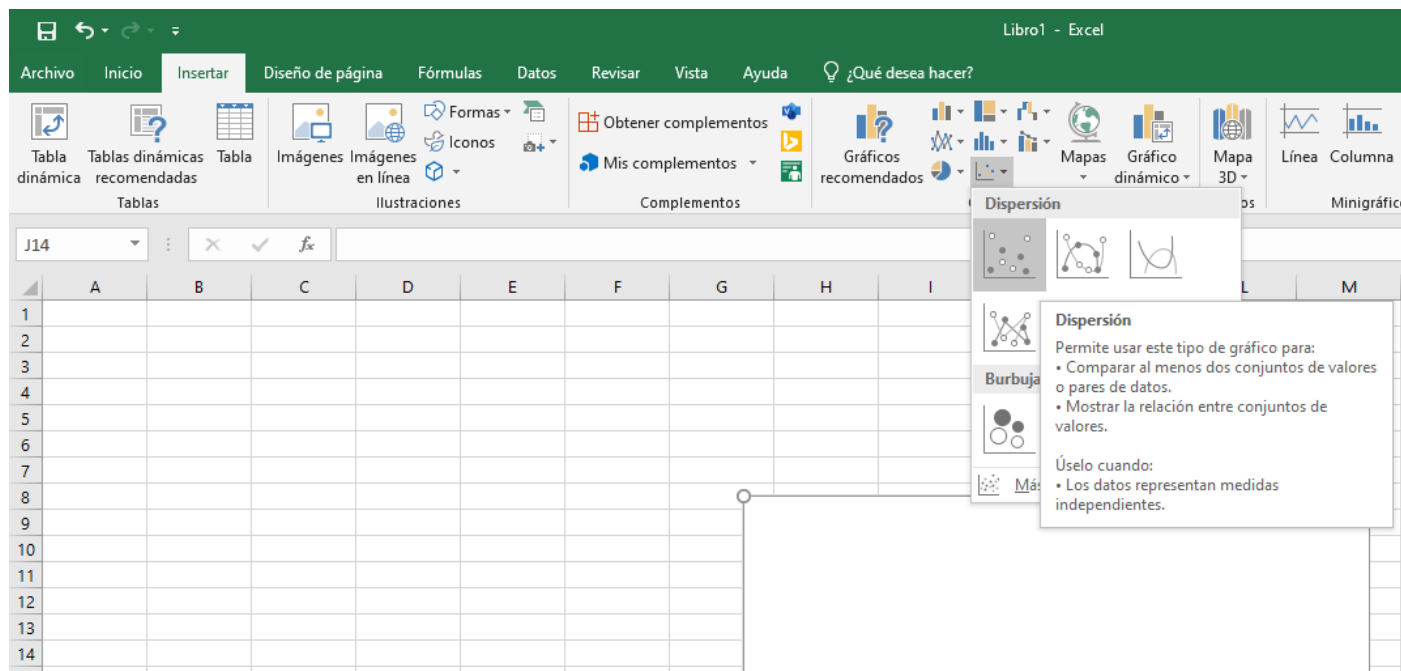 Libro1 - Excel
Archivo Inicio Insertar Diseño de página Fórmulas Datos Revisar Vista Ayuda ¿Qué desea hacer?
Tabla dinámica
Tablas dinámicas recomendadas
Tabla
Tablas
Imágenes
Imágenes en línea
Formas
Iconos
Ilustraciones
Obtener complementos
Mis complementos
Complementos
Gráficos recomendados
Mapas
Gráfico dinámico
Mapa 3D
Línea
Columna
J14
fx
A B C D E F G H I L M
1
2
3
4
5
6
7
8
9
10
11
12
13
14
Dispersión
Dispersión
Permite usar este tipo de gráfico para:
• Comparar al menos dos conjuntos de valores
o pares de datos.
• Mostrar la relación entre conjuntos de
valores.
Úselo cuando:
• Los datos representan medidas
independientes.